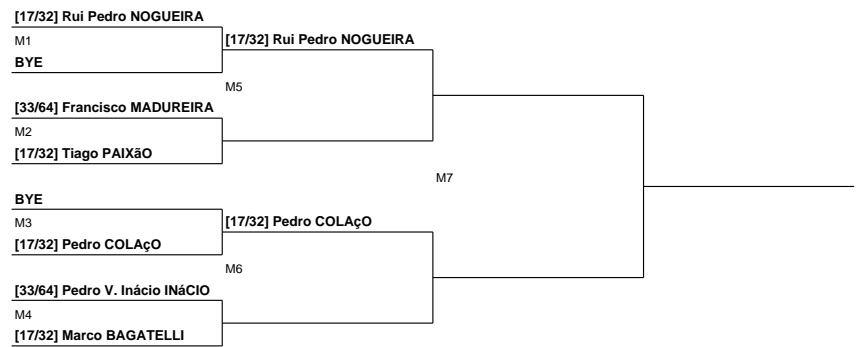 [17/32] Rui Pedro NOGUEIRA
M1
[17/32] Rui Pedro NOGUEIRA
BYE
M5
[33/64] Francisco MADUREIRA
M2
[17/32] Tiago PAIXãO
M7
BYE
M3
[17/32] Pedro COLAçO
[17/32] Pedro COLAçO
M6
[33/64] Pedro V. Inácio INáCIO
M4
[17/32] Marco BAGATELLI